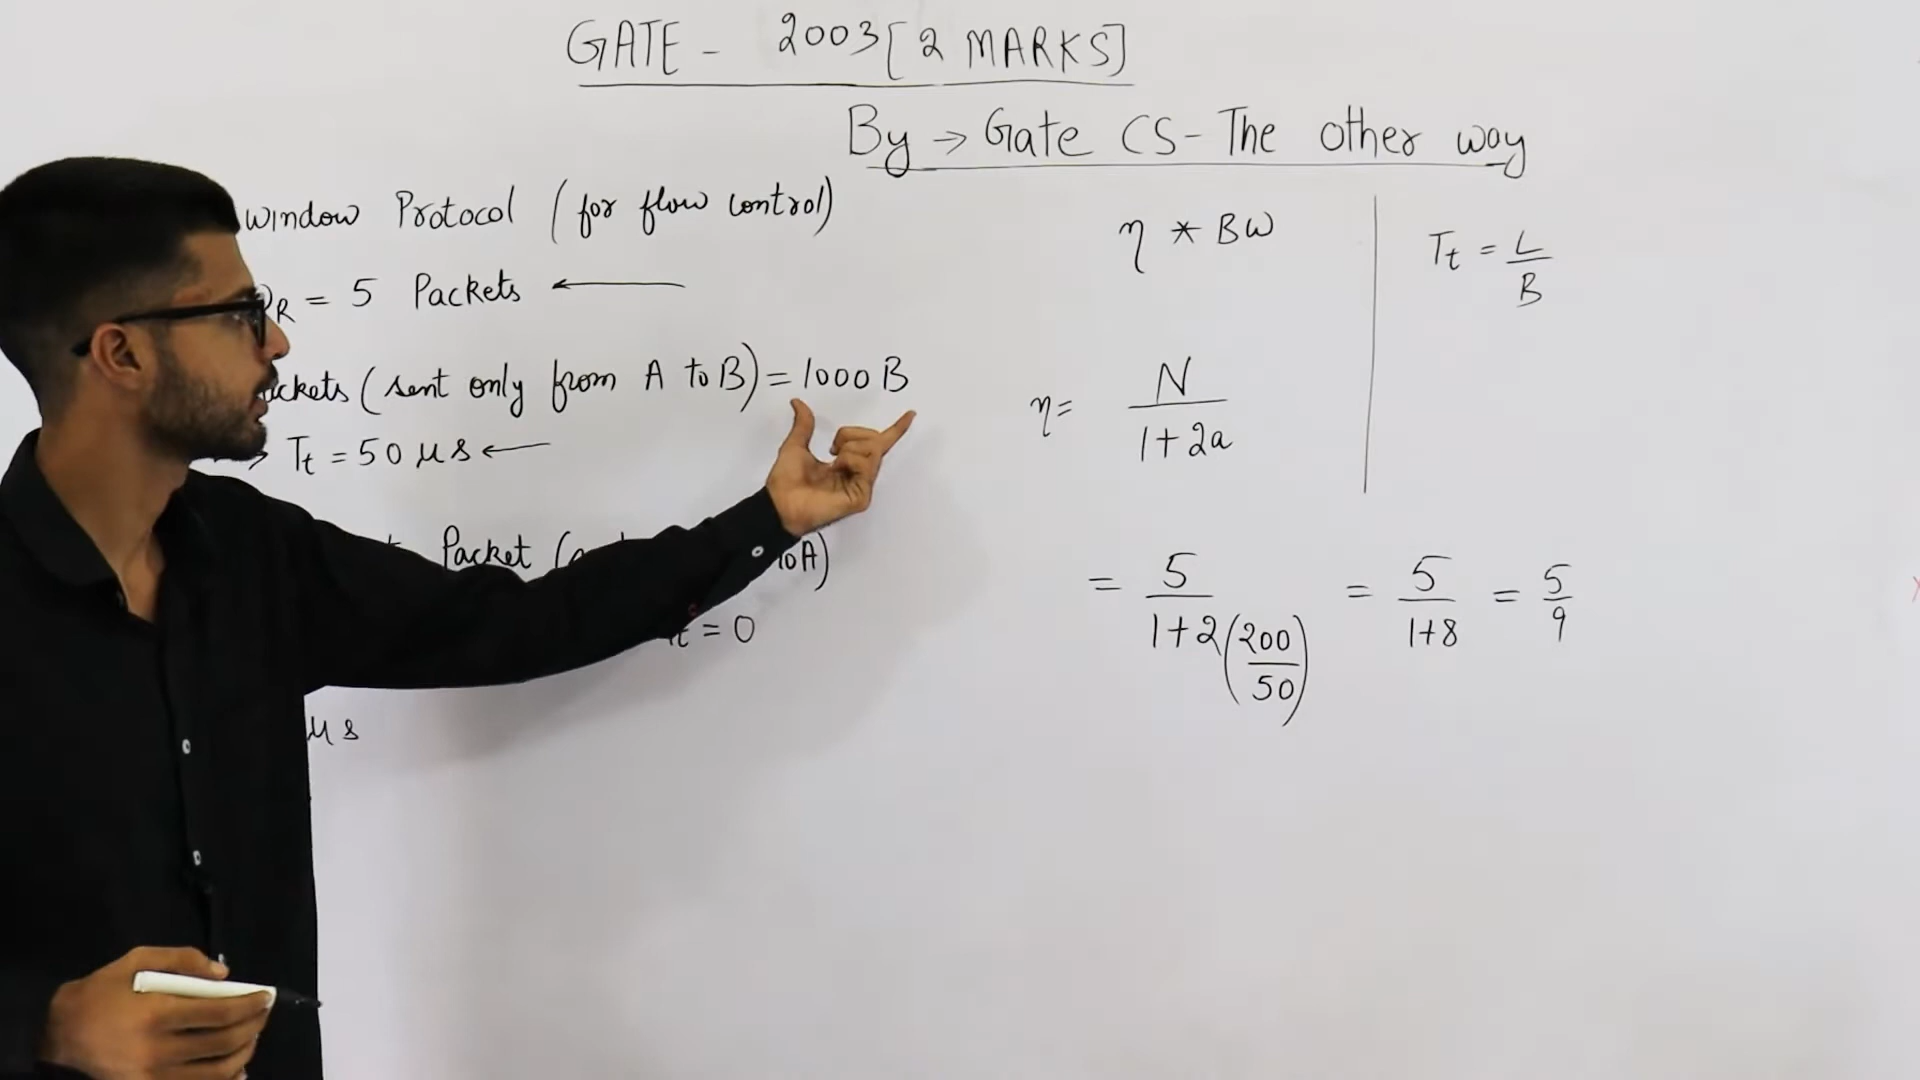 GATE - 2003 [2 MARKS]
By → Gate CS - The other way
window Protocol (for flow control)
R = 5 Packets ←
ackets (sent only from A to B) = 1000 B
→ Tt = 50 μs ←
Packet ( to A)
t = 0
μs
η * BW
η = N / 1+2a
= 5 / 1+2(200/50) = 5 / 1+8 = 5/9
Tt = L/B